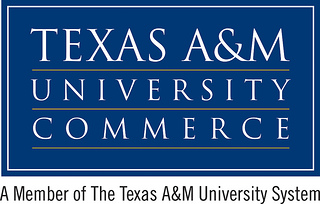 TEXAS A&M
UNIVERSITY
COMMERCE
A Member of The Texas A&M University System